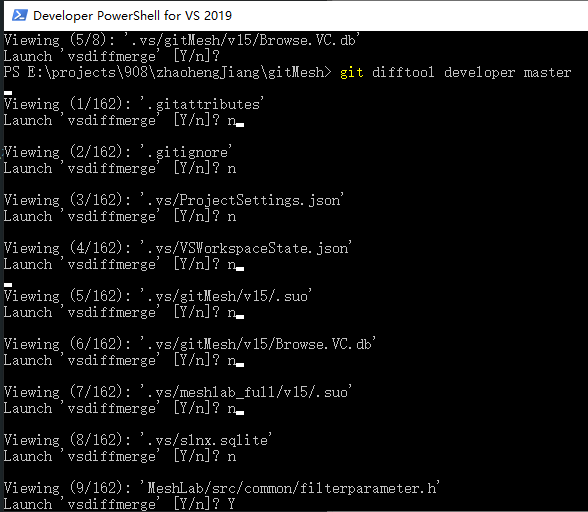 Developer PowerShell for VS 2019
Viewing (5/8): '.vs/gitMesh/v15/Browse.VC.db'
Launch 'vsdiffmerge' [Y/n]?
PS E:\projects\908\zhaohengJiang\gitMesh> git difftool developer master
Viewing (1/162): '.gitattributes'
Launch 'vsdiffmerge' [Y/n]? n
Viewing (2/162): '.gitignore'
Launch 'vsdiffmerge' [Y/n]? n
Viewing (3/162): '.vs/ProjectSettings.json'
Launch 'vsdiffmerge' [Y/n]? n
Viewing (4/162): '.vs/VSWorkspaceState.json'
Launch 'vsdiffmerge' [Y/n]? n
Viewing (5/162): '.vs/gitMesh/v15/.suo'
Launch 'vsdiffmerge' [Y/n]? n
Viewing (6/162): '.vs/gitMesh/v15/Browse.VC.db'
Launch 'vsdiffmerge' [Y/n]? n
Viewing (7/162): '.vs/meshlab_full/v15/.suo'
Launch 'vsdiffmerge' [Y/n]? n
Viewing (8/162): '.vs/slnx.sqlite'
Launch 'vsdiffmerge' [Y/n]? n
Viewing (9/162): 'MeshLab/src/common/filterparameter.h'
Launch 'vsdiffmerge' [Y/n]? Y